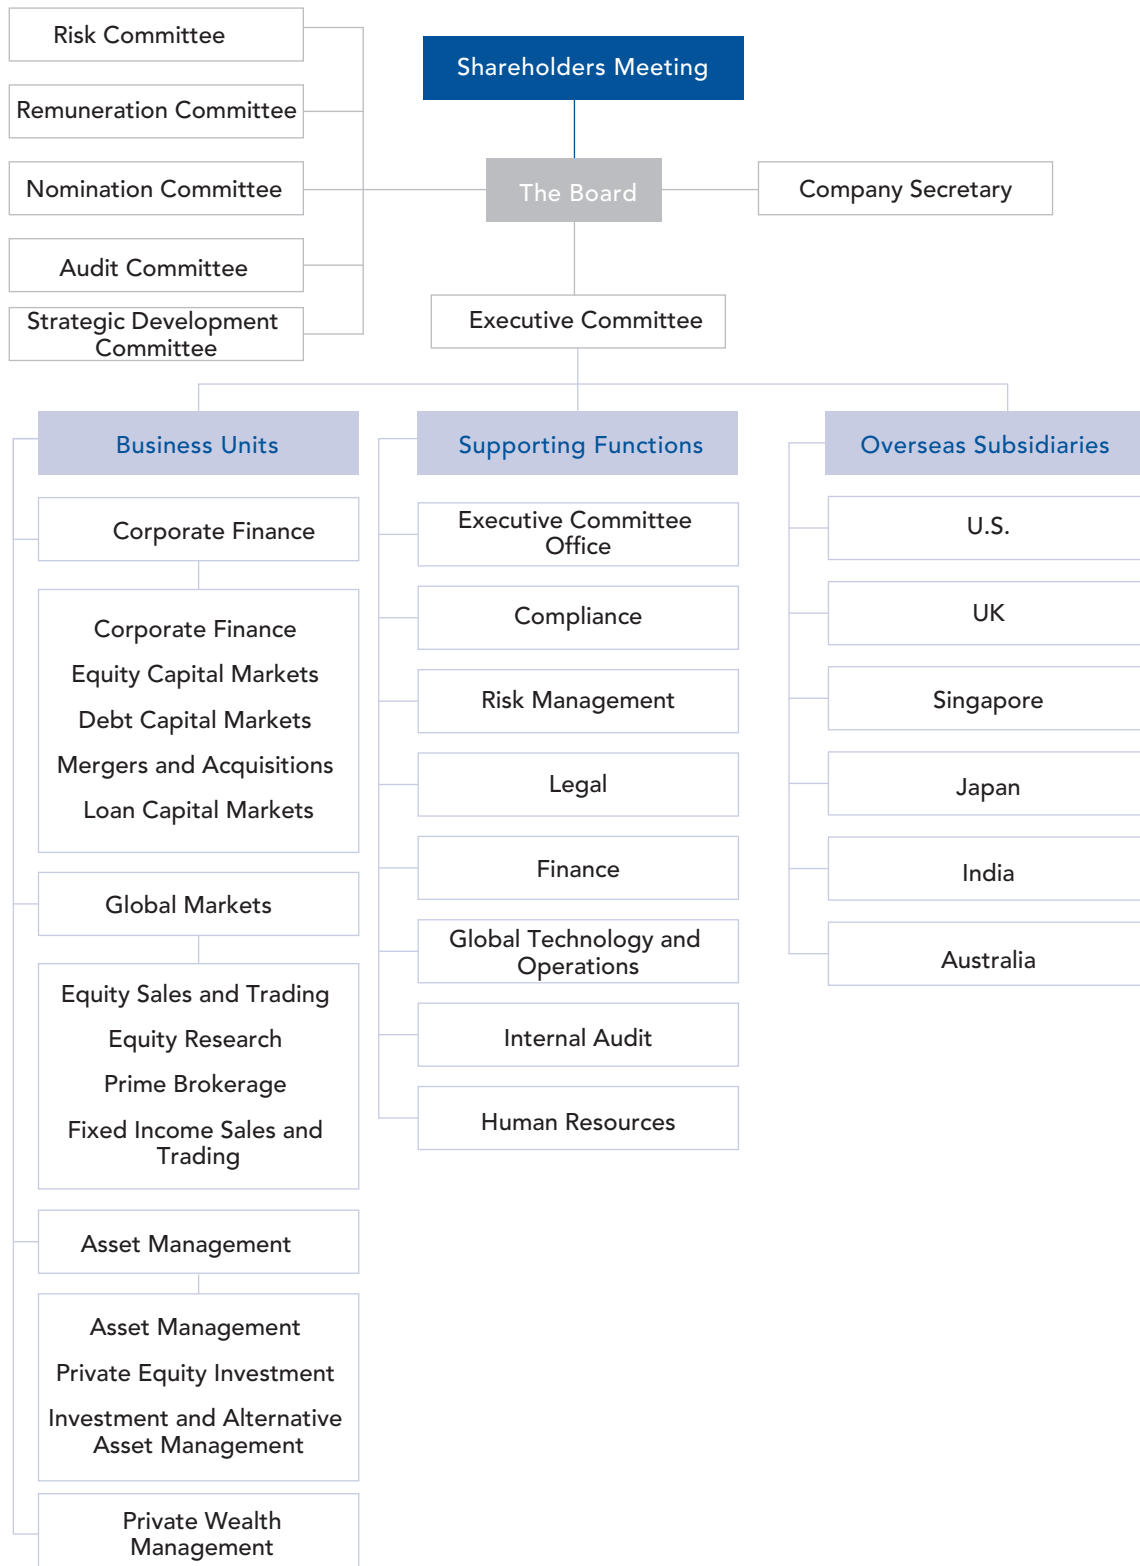 Risk Committee
Remuneration Committee
Nomination Committee
Audit Committee
Strategic Development
Committee
Shareholders Meeting
The Board
Company Secretary
Executive Committee
Business Units
Corporate Finance
Corporate Finance
Equity Capital Markets
Debt Capital Markets
Mergers and Acquisitions
Loan Capital Markets
Global Markets
Equity Sales and Trading
Equity Research
Prime Brokerage
Fixed Income Sales and
Trading
Asset Management
Asset Management
Private Equity Investment
Investment and Alternative
Asset Management
Private Wealth
Management
Supporting Functions
Executive Committee
Office
Compliance
Risk Management
Legal
Finance
Global Technology and
Operations
Internal Audit
Human Resources
Overseas Subsidiaries
U.S.
UK
Singapore
Japan
India
Australia